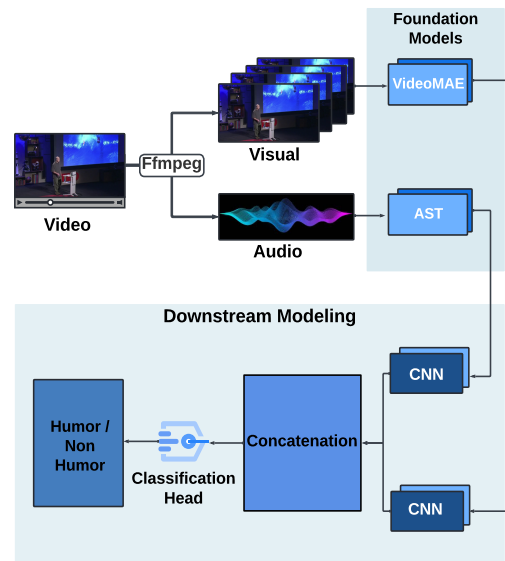 Foundation
Models
VideoMAE
Ffmpeg
Visual
Video
AST
Audio
Downstream Modeling
CNN
Humor /
Non
Humor
Concatenation
Classification
Head
CNN